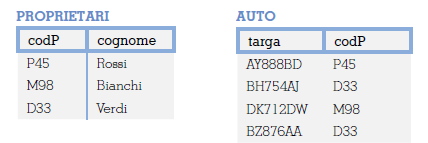 PROPRIETARI
codP cognome
P45 Rossi
M98 Bianchi
D33 Verdi
AUTO
targa codP
AY888BD P45
BH754AJ D33
DK712DW M98
BZ876AA D33